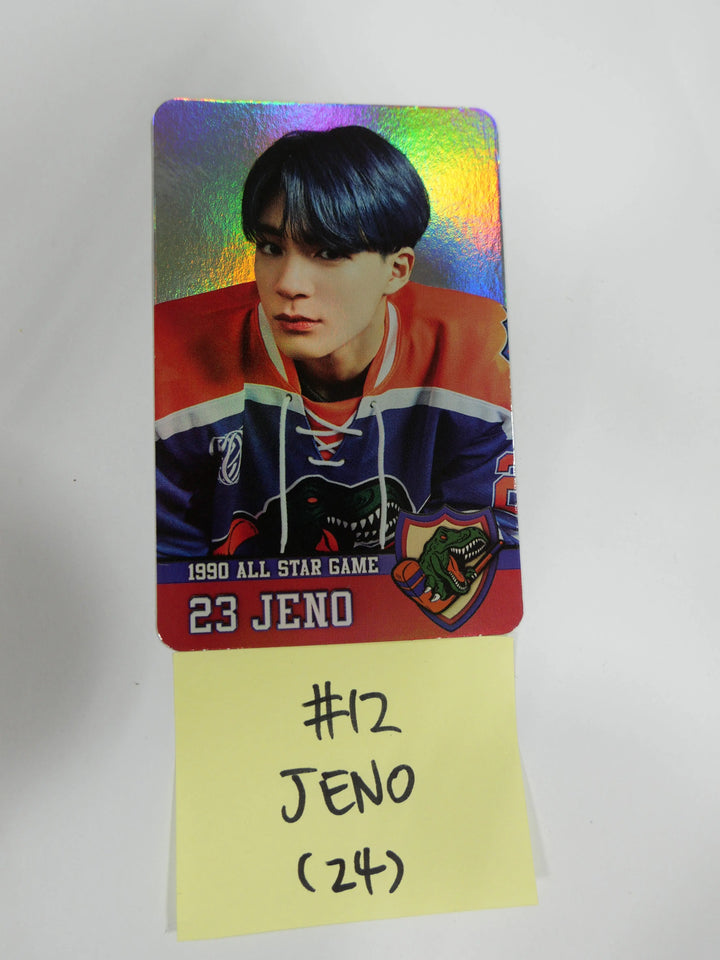 1990 ALL STAR GAME
23 JENO
#12
JENO
(24)